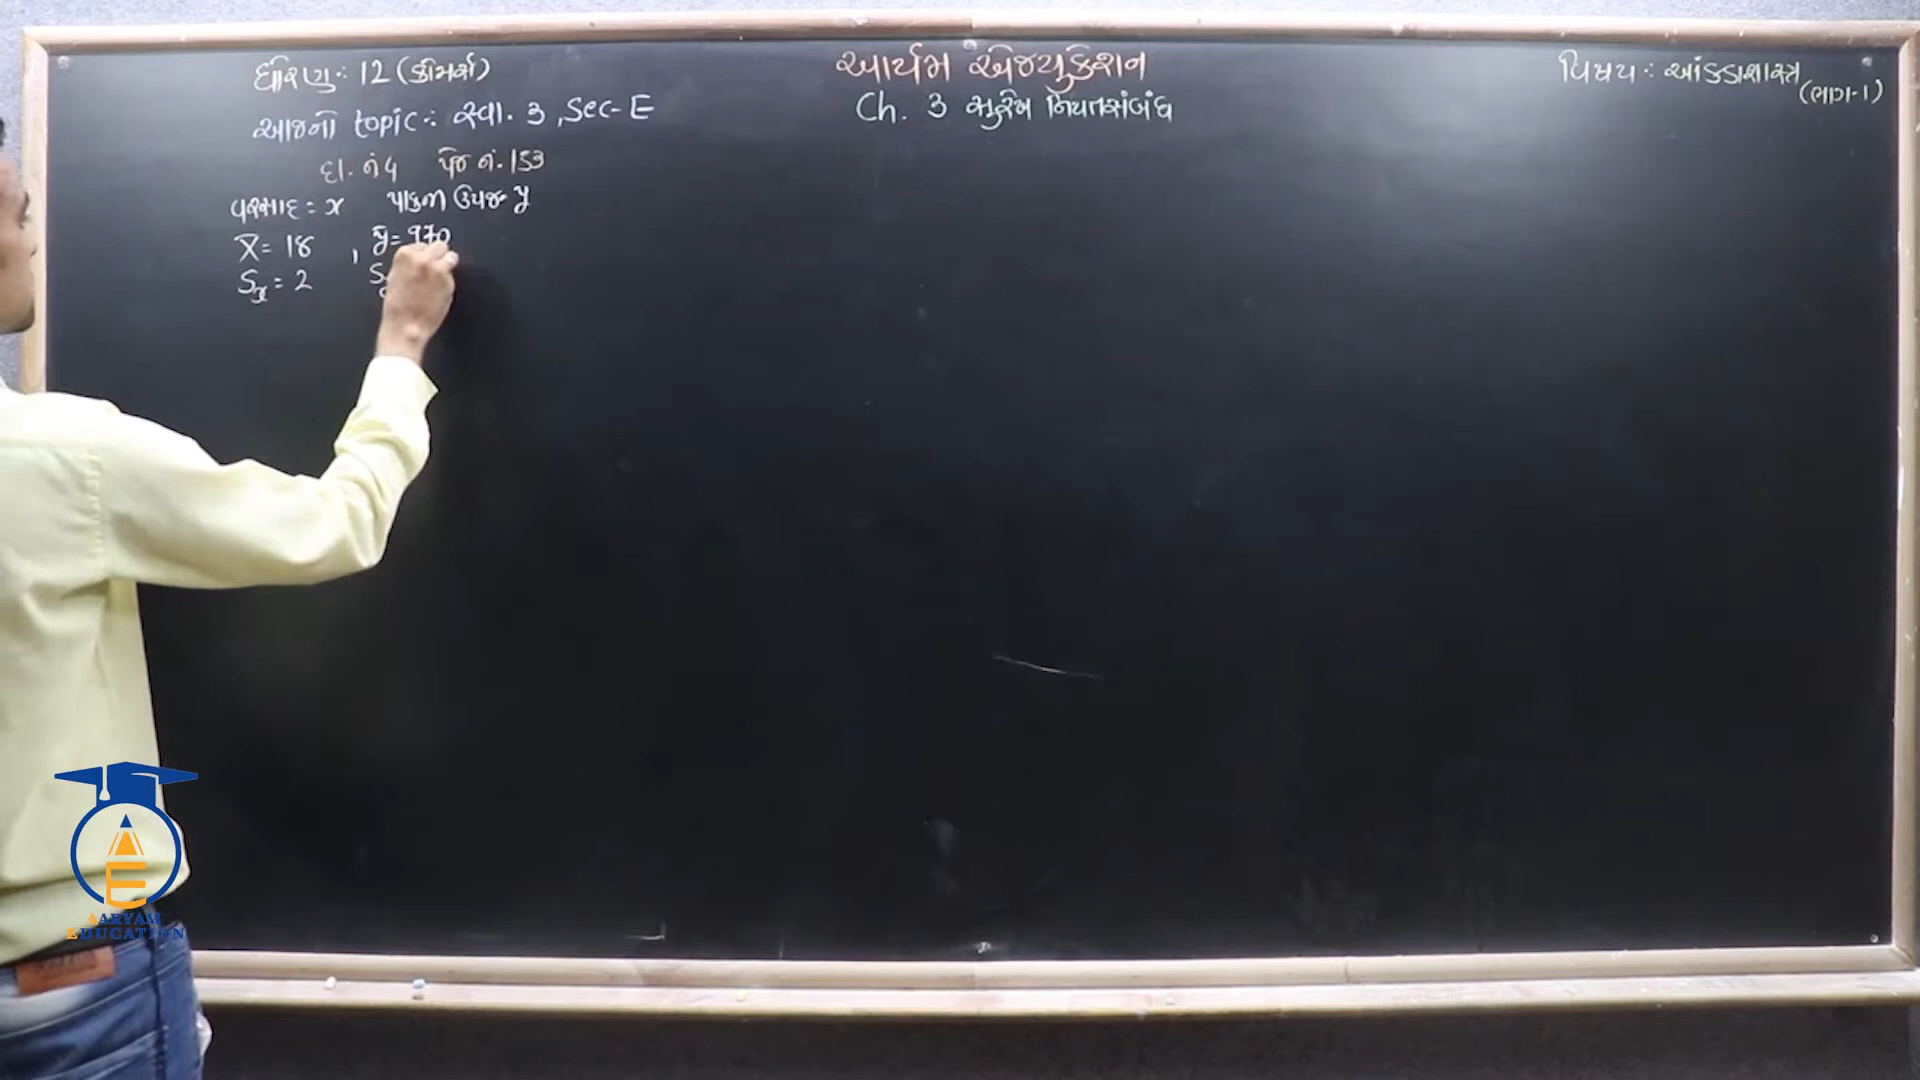 આર્યમ એજ્યુકેશન
ધોરણ :- 12 (કોમર્સ)
વિષય :- આંકડાશાસ્ત્ર
(ભાગ-1)
Ch. 3 સુરેખ નિયતસંબંધ
આજનો topic :- સ્વા. 3, Sec-E
દા. નં 5 પેજ નં. 153
વરસાદ = x પાકની ઉપજ y
x̄ = 18 , ȳ = 970
Sx = 2 S
AARYAM
EDUCATION